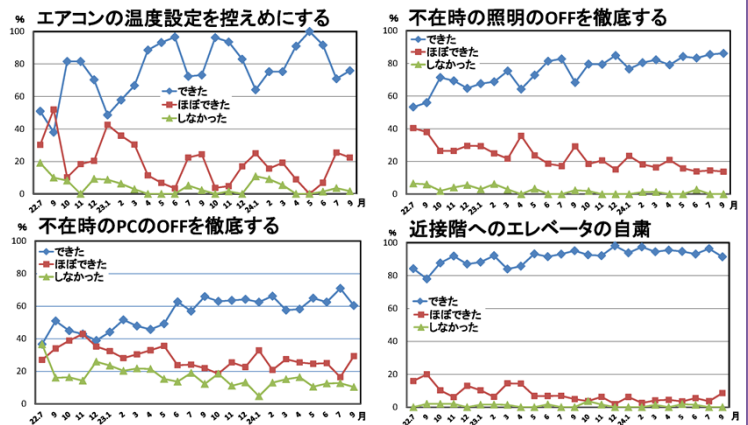 エアコンの温度設定を控えめにする
%
100
80
60
40
20
0
できた
ほぼできた
しなかった
22.7 9 10 11 12 23.1 2 3 4 5 6 7 9 10 11 12 24.1 2 3 4 5 6 7 9 月
不在時の照明のOFFを徹底する
%
100
80
60
40
20
0
できた
ほぼできた
しなかった
22.7 9 10 11 12 23.1 2 3 4 5 6 7 9 10 11 12 24.1 2 3 4 5 6 7 9 月
不在時のPCのOFFを徹底する
%
100
80
60
40
20
0
できた
ほぼできた
しなかった
22.7 9 10 11 12 23.1 2 3 4 5 6 7 9 10 11 12 24.1 2 3 4 5 6 7 9 月
近接階へのエレベータの自粛
%
100
80
60
40
20
0
できた
ほぼできた
しなかった
22.7 9 10 11 12 23.1 2 3 4 5 6 7 9 10 11 12 24.1 2 3 4 5 6 7 9 月